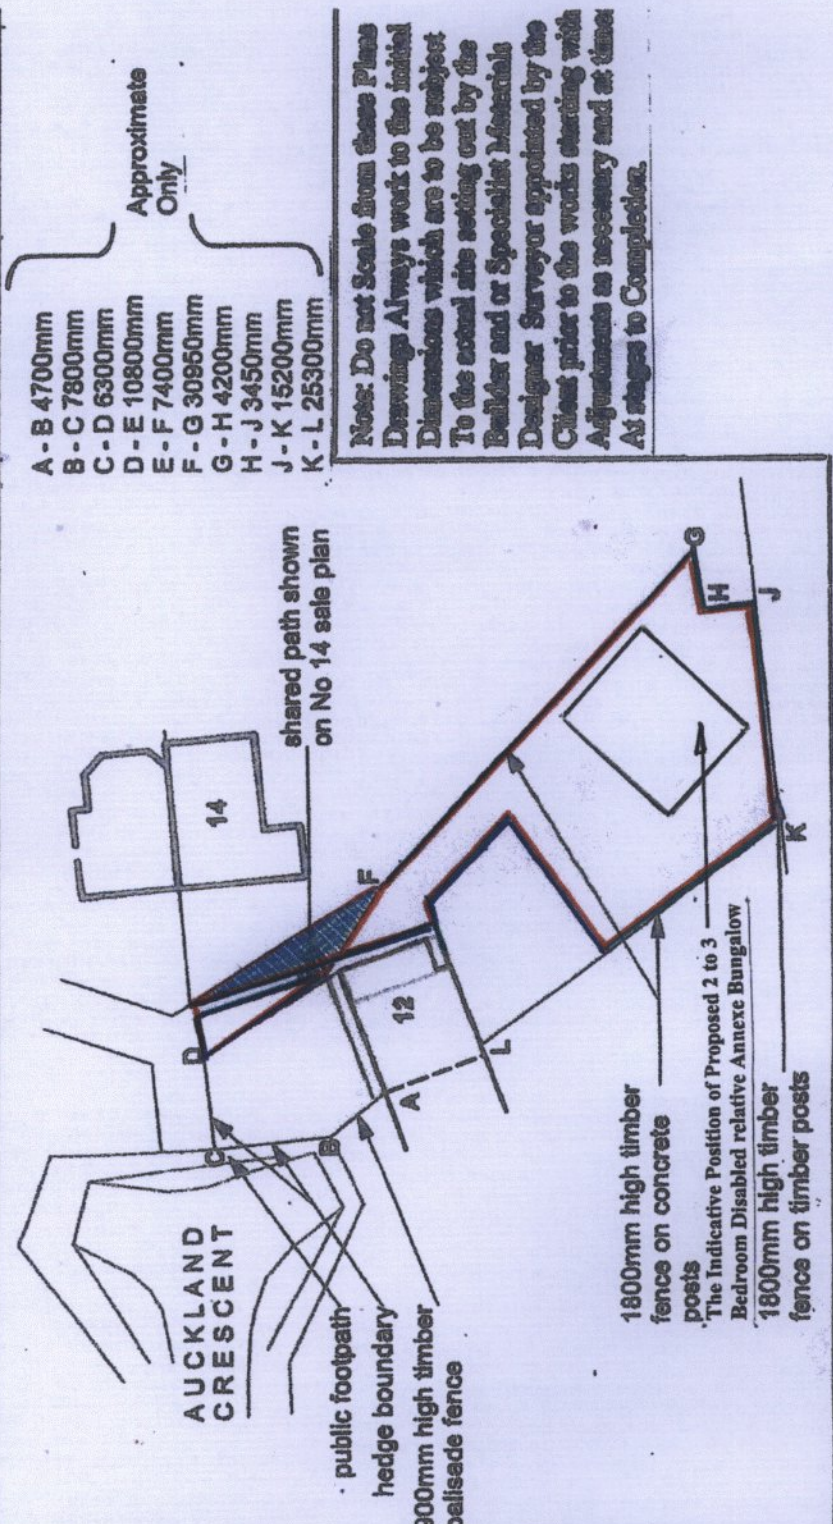 A - B 4700mm
B - C 7800mm
C - D 6300mm
D - E 10800mm
E - F 7400mm
F - G 30950mm
G - H 4200mm
H - J 3450mm
J - K 15200mm
K - L 25300mm
Approximate
Only
Note: Do not Scale from these Plans
Drawings Always work to the initial
Dimensions which are to be subject
To the actual site setting out by the
Builder and or Specialist Materials
Designer Surveyor appointed by the
Client prior to the works starting with
Adjustments as necessary and at times
At stages to Completion.
AUCKLAND
CRESCENT
14
shared path shown
on No 14 sale plan
D
F
C
B
12
A
L
G
H
J
K
public footpath
hedge boundary
900mm high timber
palisade fence
1800mm high timber
fence on concrete
posts
The Indicative Position of Proposed 2 to 3
Bedroom Disabled relative Annexe Bungalow
1800mm high timber
fence on timber posts